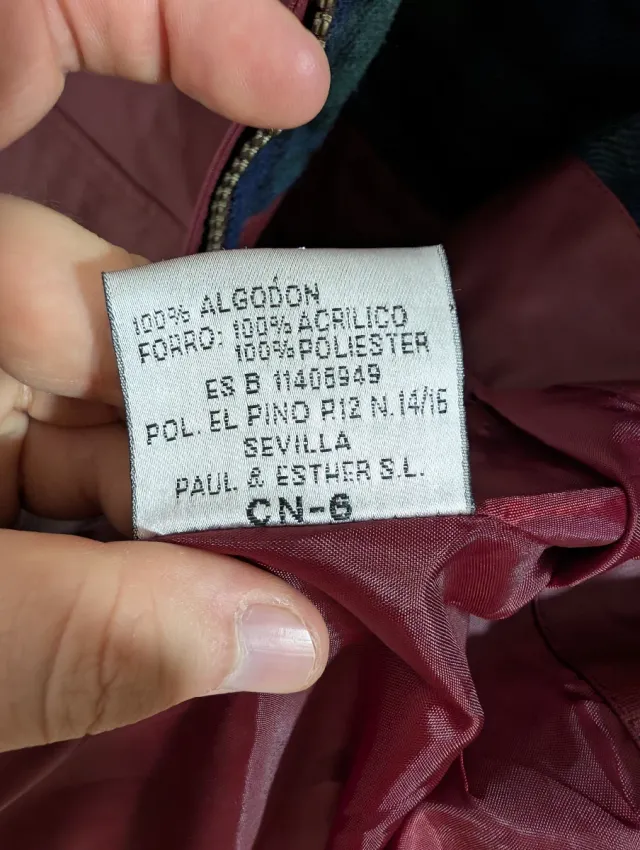 100% ALGODÓN
FORRO: 100% ACRILICO
100% POLIESTER
ES B 11406949
POL. EL PINO P.12 N. 14/16
SEVILLA
PAUL & ESTHER S.L.
CN-6